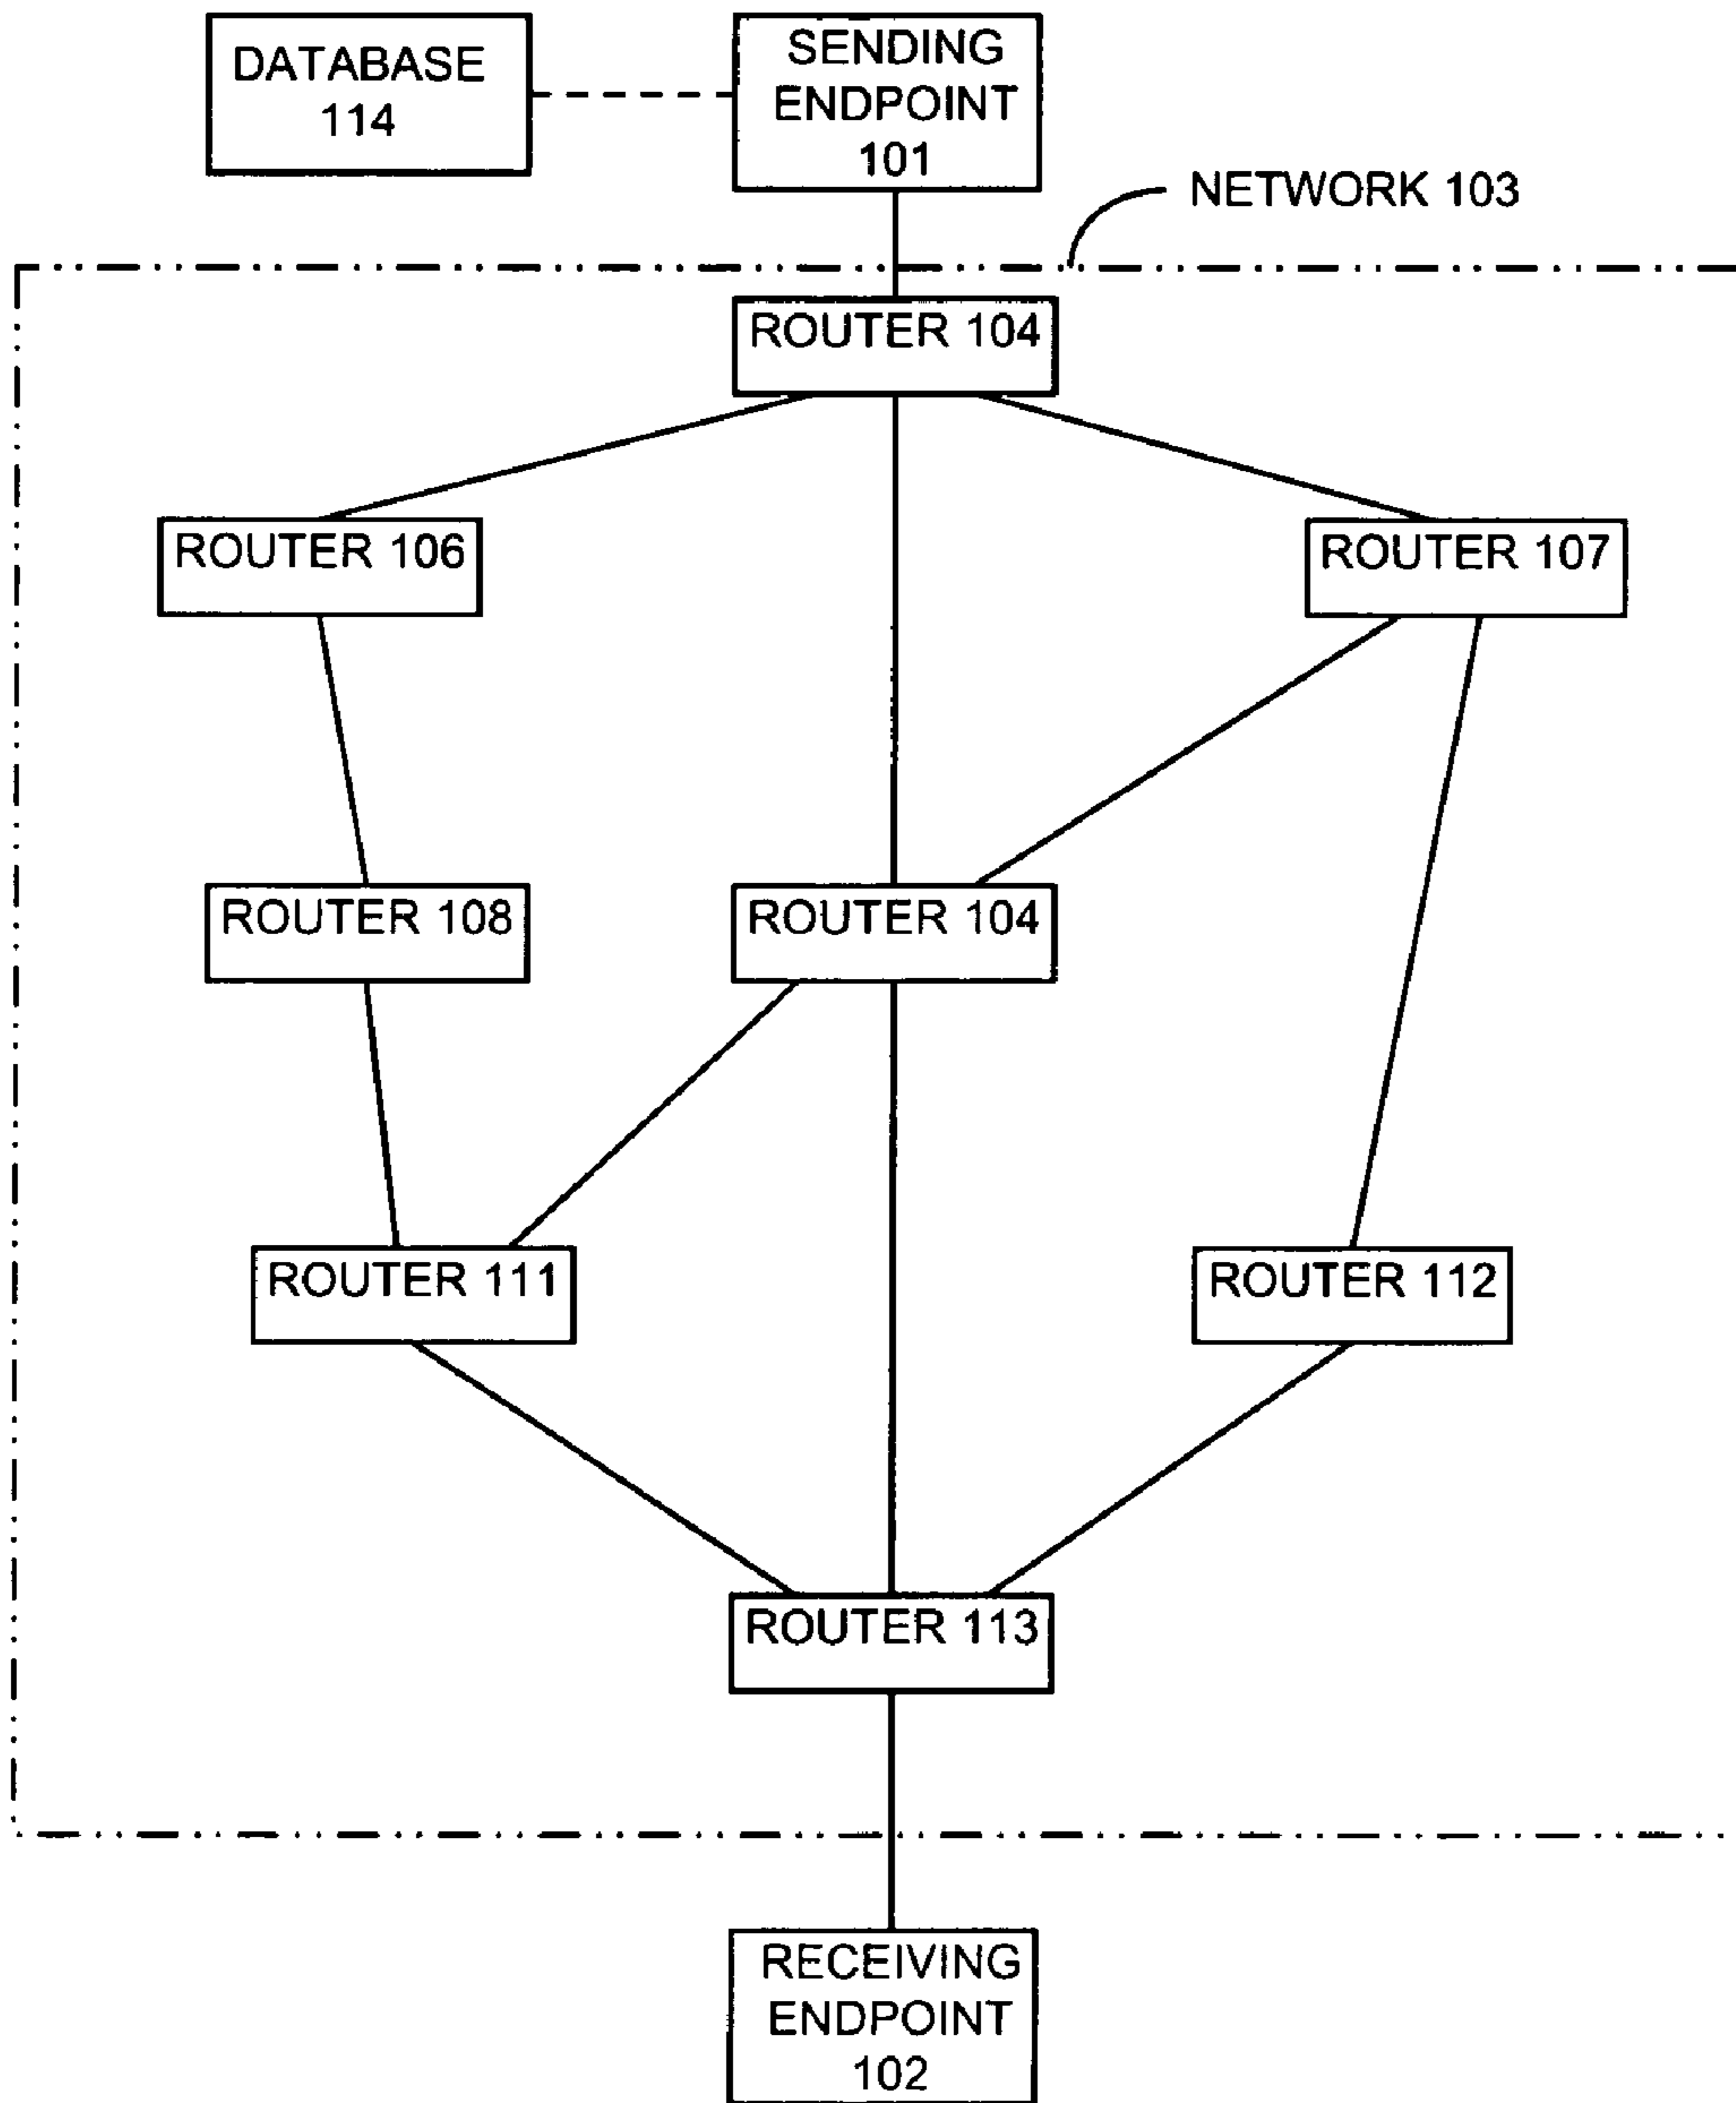 DATABASE
114
SENDING
ENDPOINT
101
NETWORK 103
ROUTER 104
ROUTER 106
ROUTER 107
ROUTER 108
ROUTER 104
ROUTER 111
ROUTER 112
ROUTER 113
RECEIVING
ENDPOINT
102